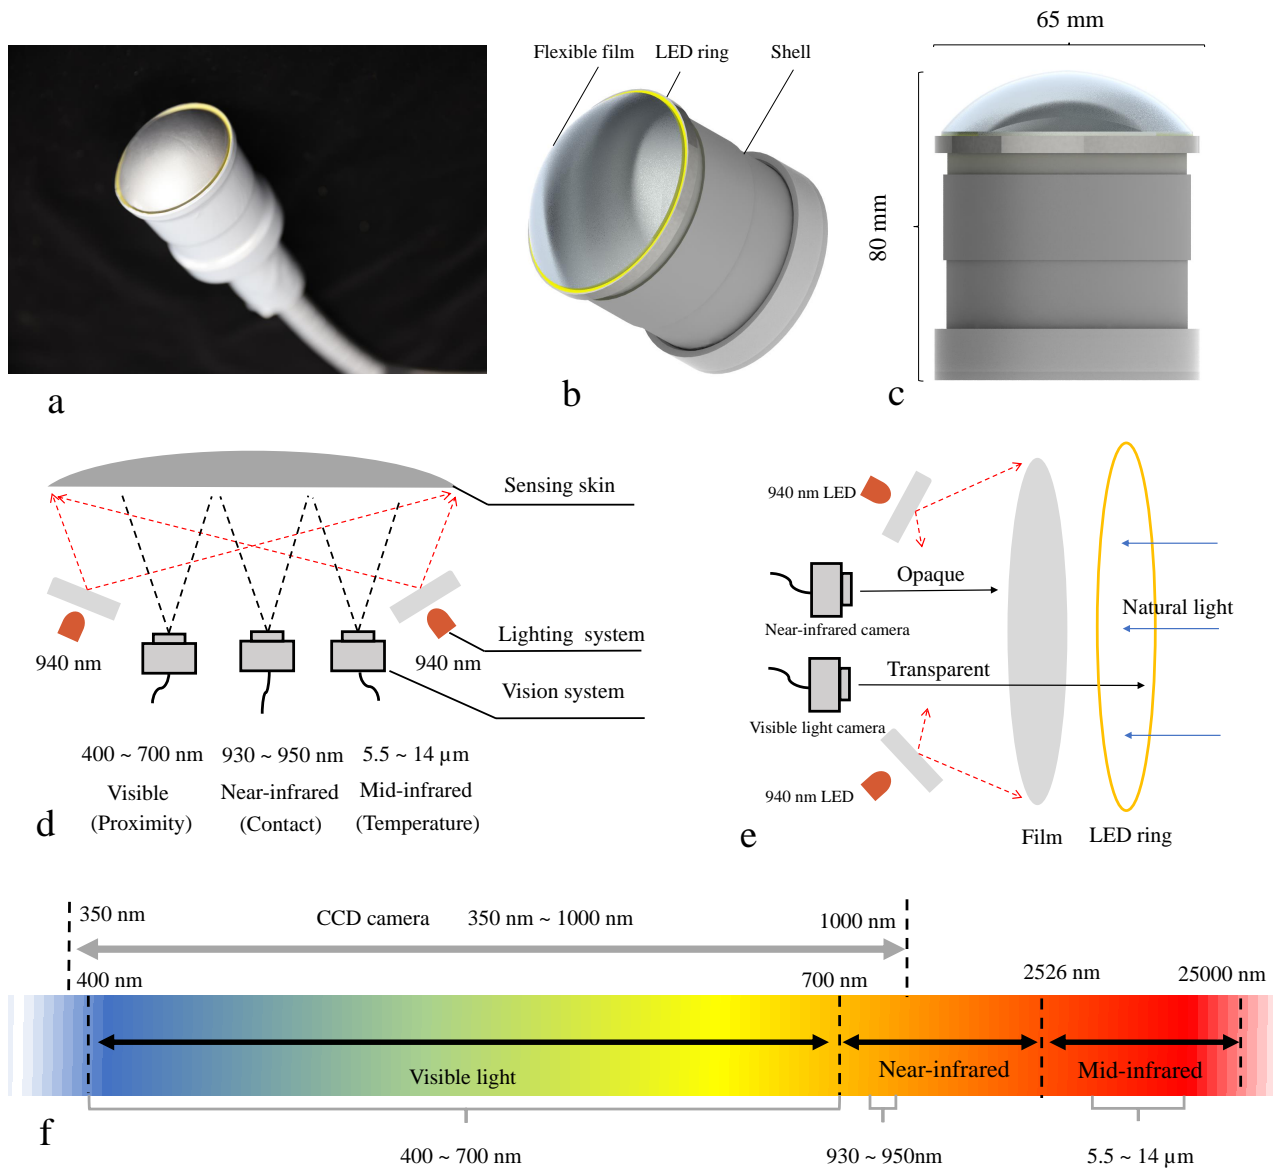 65 mm
Flexible film
LED ring
Shell
80 mm
a
b
c
Sensing skin
940 nm
Lighting system
940 nm
Vision system
400 ~ 700 nm
930 ~ 950 nm
5.5 ~ 14 µm
Visible
(Proximity)
Near-infrared
(Contact)
Mid-infrared
(Temperature)
d
940 nm LED
Opaque
Near-infrared camera
Natural light
Transparent
Visible light camera
940 nm LED
Film
LED ring
e
350 nm
CCD camera 350 nm ~ 1000 nm
1000 nm
400 nm
700 nm
2526 nm
25000 nm
Visible light
Near-infrared
Mid-infrared
f
400 ~ 700 nm
930 ~ 950nm
5.5 ~ 14 µm